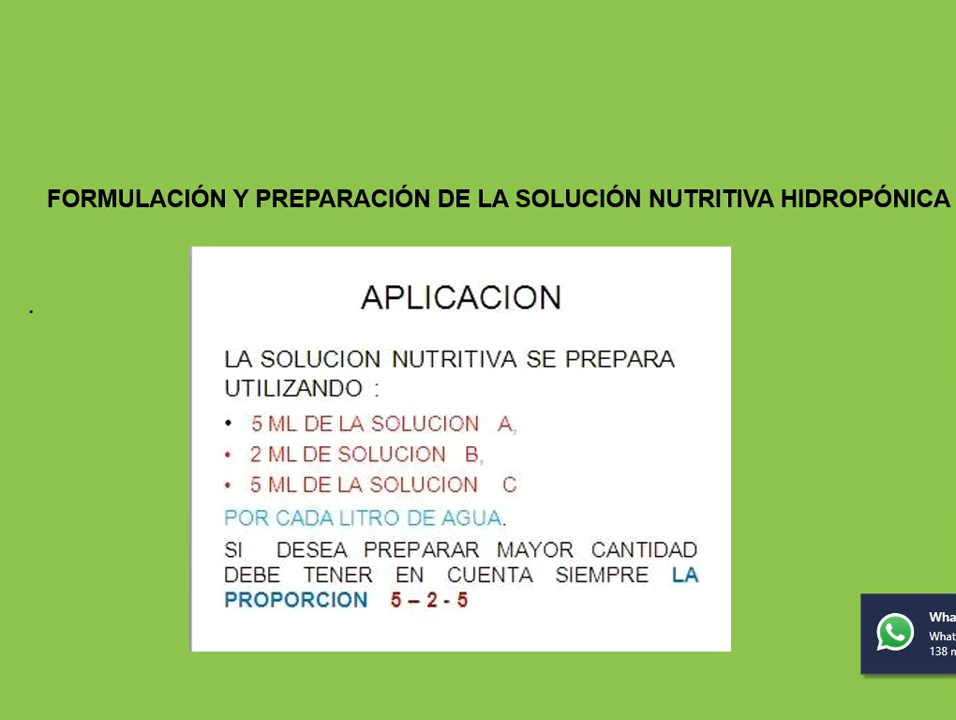 FORMULACIÓN Y PREPARACIÓN DE LA SOLUCIÓN NUTRITIVA HIDROPÓNICA
.
APLICACION
LA SOLUCION NUTRITIVA SE PREPARA
UTILIZANDO :
• 5 ML DE LA SOLUCION A,
• 2 ML DE SOLUCION B,
• 5 ML DE LA SOLUCION C
POR CADA LITRO DE AGUA.
SI DESEA PREPARAR MAYOR CANTIDAD
DEBE TENER EN CUENTA SIEMPRE LA
PROPORCION 5 – 2 - 5
138